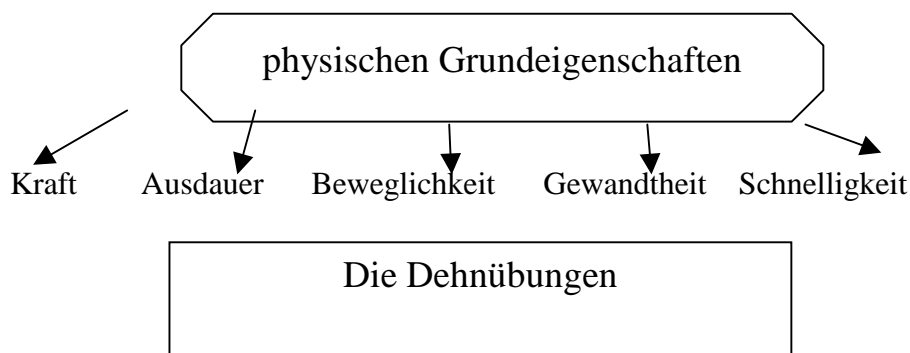 physischen Grundeigenschaften
Kraft Ausdauer Beweglichkeit Gewandtheit Schnelligkeit
Die Dehnübungen